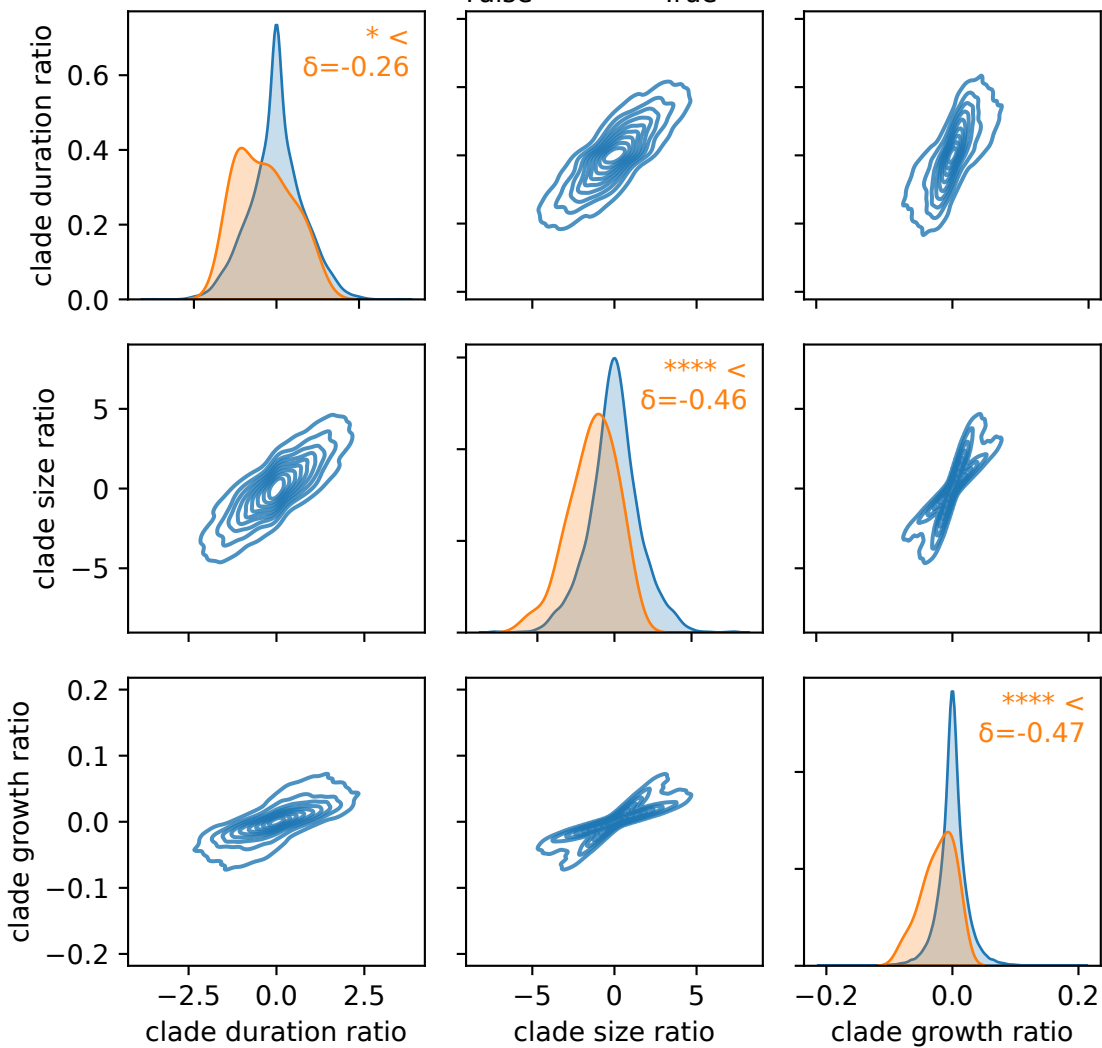 True
clade duration ratio
0.6
0.4
0.2
0.0
* <
δ=-0.26
clade size ratio
5
0
−5
**** <
δ=-0.46
clade growth ratio
0.2
0.1
0.0
−0.1
−0.2
**** <
δ=-0.47
−2.5 0.0 2.5
−5 0 5
−0.2 0.0 0.2
clade duration ratio
clade size ratio
clade growth ratio